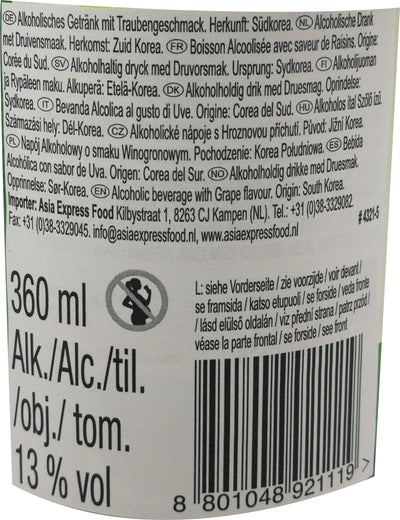 DE Alkoholisches Getränk mit Traubengeschmack. Herkunft: Südkorea. NL Alcoholische Drank
met Druivensmaak. Herkomst: Zuid Korea. FR Boisson Alcoolisée avec saveur de Raisins. Origine:
Corée du Sud. SV Alkoholhaltig dryck med Druvorsmak. Ursprung: Sydkorea. FI Alkoholijuoman
ja Rypäleen maku. Alkuperä: Etelä-Korea. DK Alkoholholdig drik med Druesmag. Oprindelse:
Sydkorea. IT Bevanda Alcolica al gusto di Uve. Origine: Corea del Sud. HU Alkoholos ital Szőlő ízű.
Származási hely: Dél-Korea. CZ Alkoholické nápoje s Hroznovou příchutí. Původ: Jižní Korea.
PL Napój Alkoholowy o smaku Winogronowym. Pochodzenie: Korea Południowa. ES Bebida
Alcohólica con sabor de Uva. Origen: Corea del Sur. NO Alkoholholdig drikke med Druesmak.
Opprinnelse: Sør-Korea. EN Alcoholic beverage with Grape flavour. Origin: South Korea.
Importer: Asia Express Food Kilbystraat 1, 8263 CJ Kampen (NL). Tel.: +31 (0)38-3329082.
Fax: +31 (0)38-3329045. info@asiaexpressfood.nl, www.asiaexpressfood.nl # 4321-5
360 ml
Alk./Alc./til.
/obj./ tom.
13 % vol
L: siehe Vorderseite / zie voorzijde / voir devant /
se framsida / katso etupuoli / se forside / veda fronte
/ lásd elülső oldalán / viz přední strana / patrz przód /
véase la parte frontal / se forside / see front
8 801048 921119 >